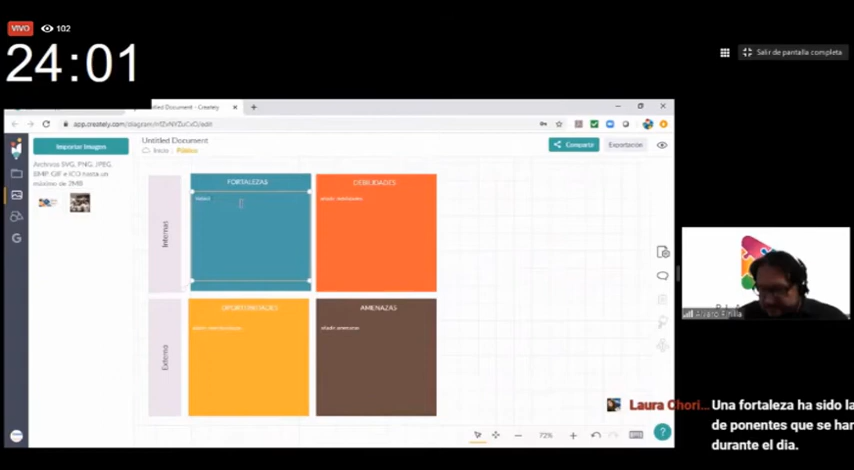 VIVO 102
24:01
Salir de pantalla completa
Untitled Document - Creately
app.creately.com/diagram/
/edit
Importar Imagen
Untitled Document
Inicio Público
Compartir
Exportación
Archivos SVG, PNG, JPEG,
BMP GIF e ICO hasta un
máximo de 2MB
FORTALEZAS
DEBILIDADES
Internas
OPORTUNIDADES
AMENAZAS
añadir amenazas
Externo
72%
Laura Chori... Una fortaleza ha sido la
de ponentes que se han
durante el dia.